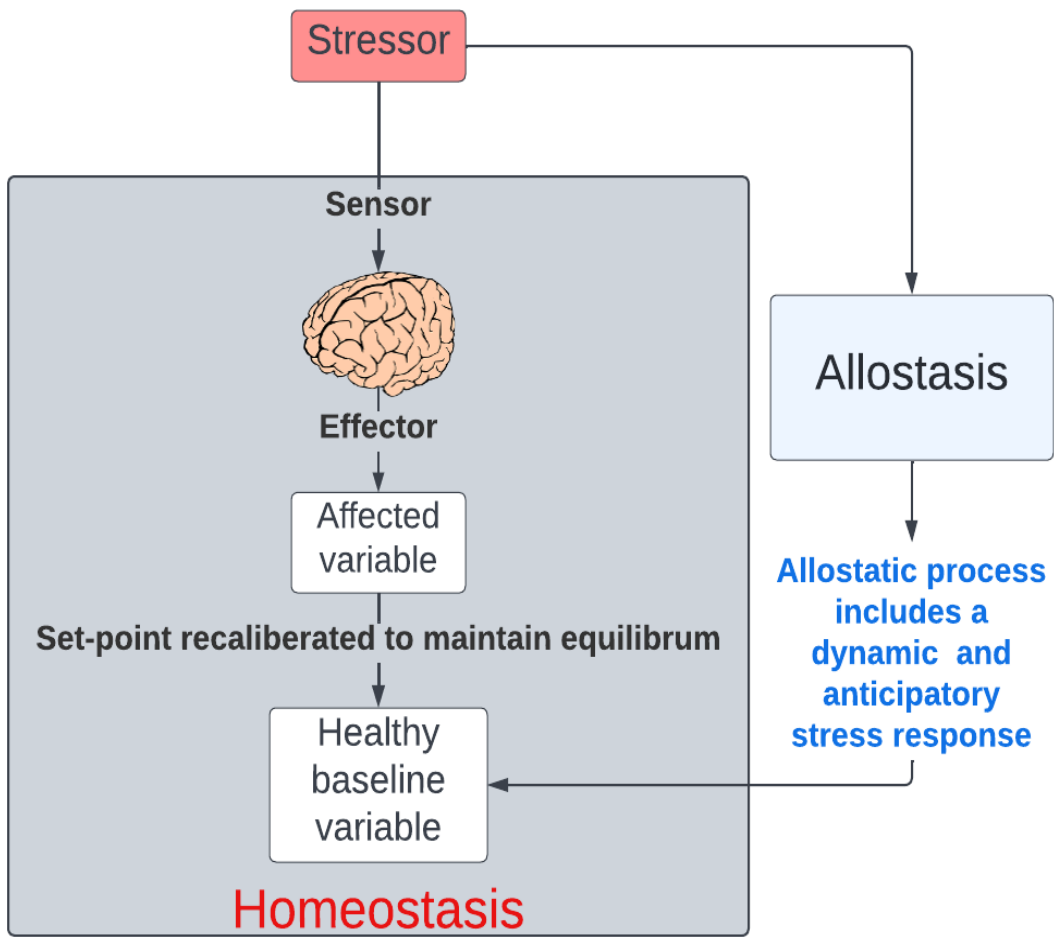 Stressor
Sensor
Effector
Affected
variable
Set-point recaliberated to maintain equilibrum
Healthy
baseline
variable
Homeostasis
Allostasis
Allostatic process
includes a
dynamic and
anticipatory
stress response